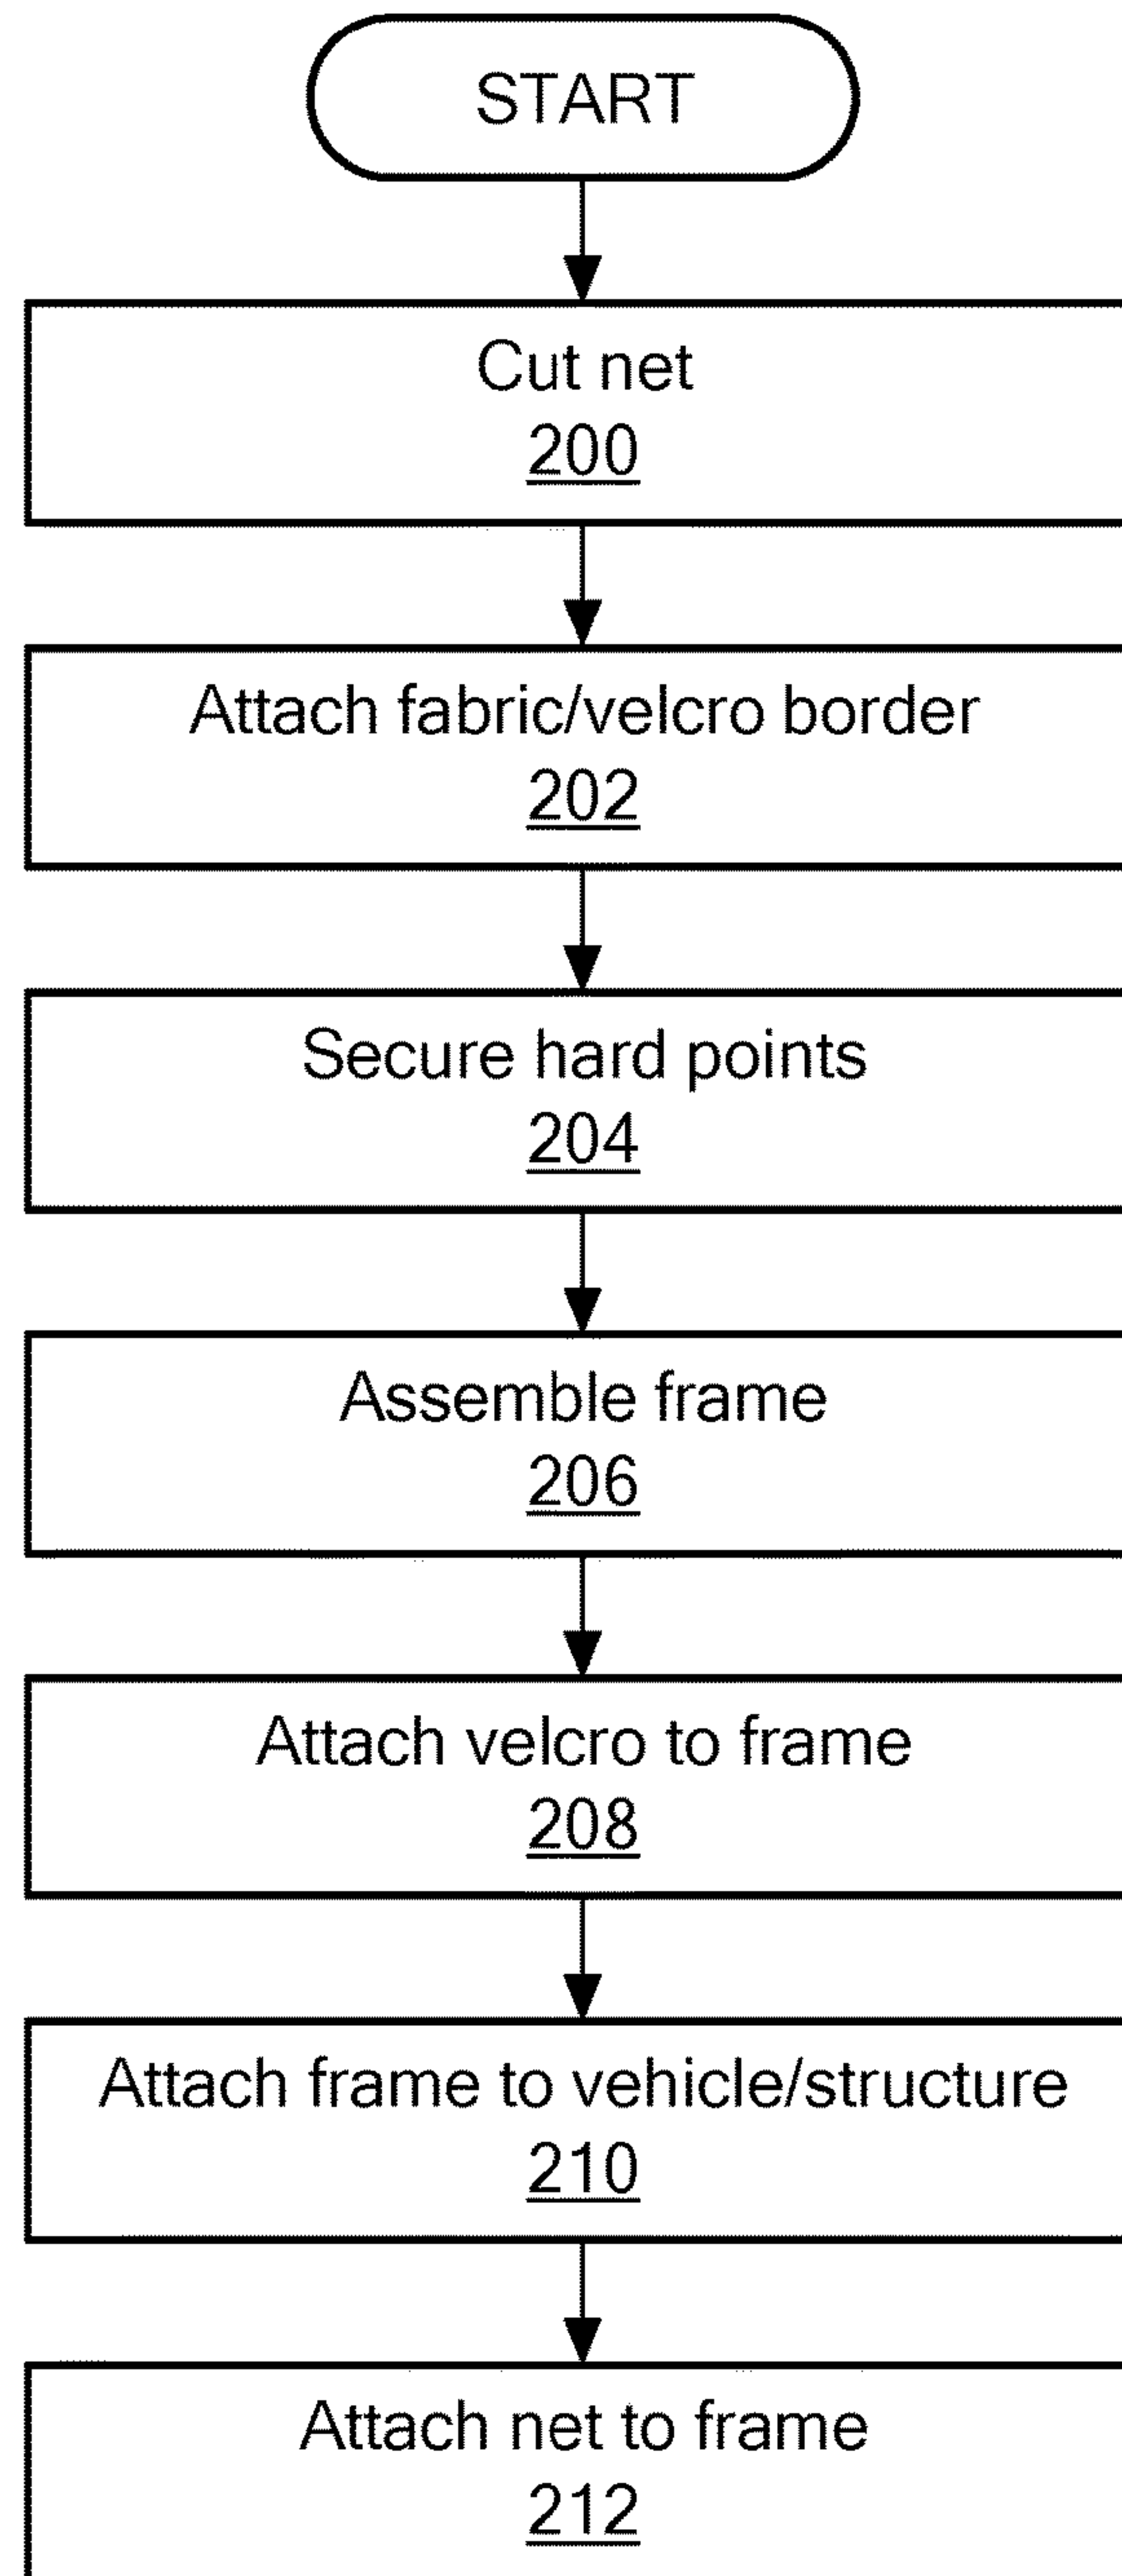 START
Cut net
200
Attach fabric/velcro border
202
Secure hard points
204
Assemble frame
206
Attach velcro to frame
208
Attach frame to vehicle/structure
210
Attach net to frame
212